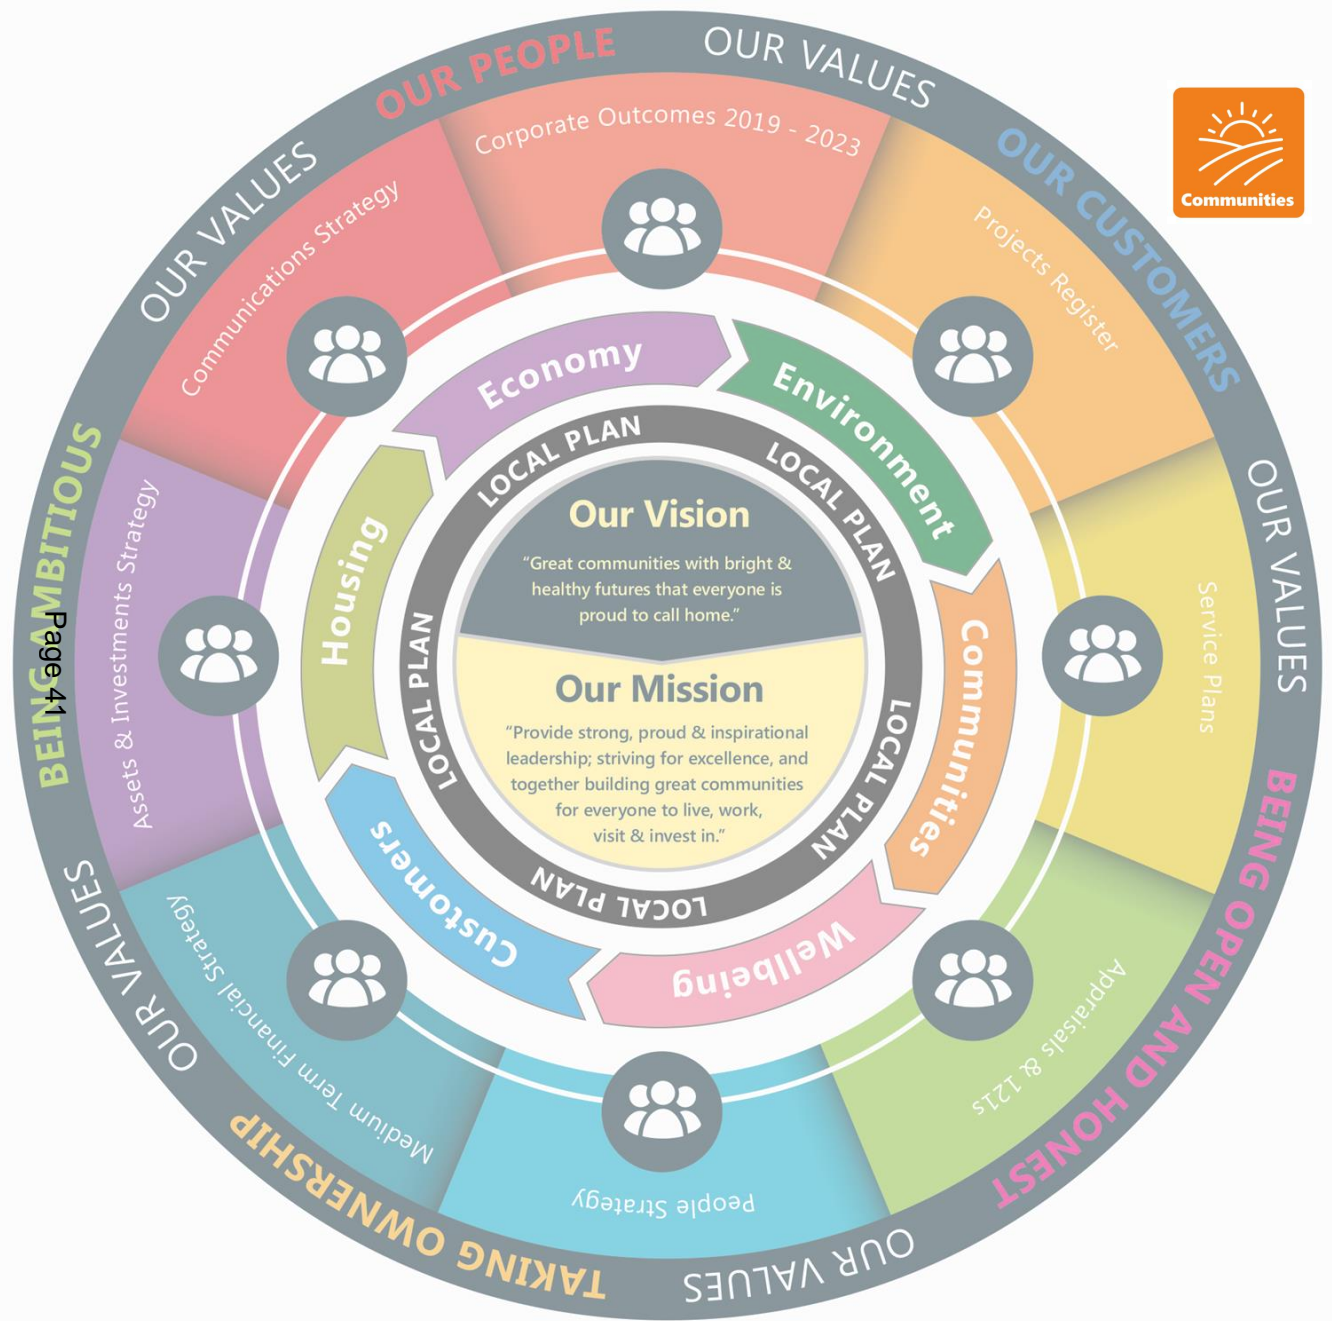 OUR PEOPLE
OUR VALUES
OUR CUSTOMERS
OUR VALUES
BEING OPEN AND HONEST
OUR VALUES
TAKING OWNERSHIP
OUR VALUES
BEING AMBITIOUS
OUR VALUES
Communities
Corporate Outcomes 2019 - 2023
Projects Register
Service Plans
Appraisals & 121s
People Strategy
Medium Term Financial Strategy
Assets & Investments Strategy
Communications Strategy
Economy
Environment
Communities
Wellbeing
Customers
Housing
LOCAL PLAN
LOCAL PLAN
LOCAL PLAN
LOCAL PLAN
LOCAL PLAN
Our Vision
“Great communities with bright &
healthy futures that everyone is
proud to call home.”
Our Mission
“Provide strong, proud & inspirational
leadership; striving for excellence, and
together building great communities
for everyone to live, work,
visit & invest in.”
Page 41